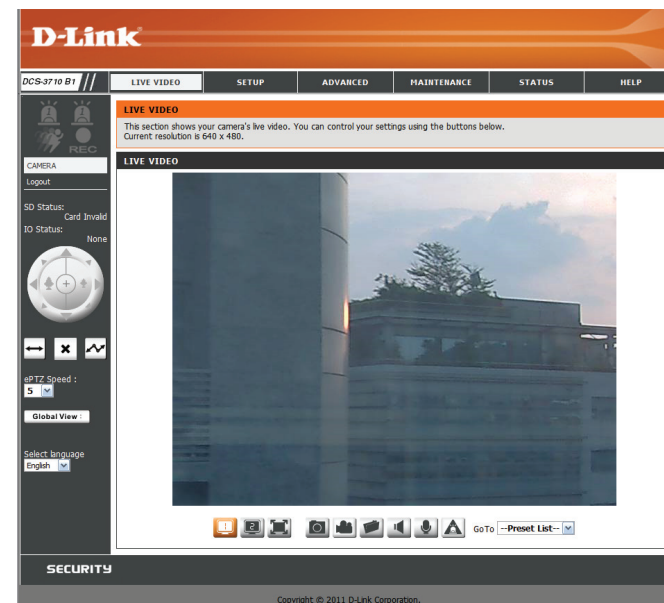 D-Link
DCS-3710 B1
LIVE VIDEO
SETUP
ADVANCED
MAINTENANCE
STATUS
HELP
LIVE VIDEO
This section shows your camera's live video. You can control your settings using the buttons below.
Current resolution is 640 x 480.
REC
CAMERA
Logout
SD Status:
Card Invalid
IO Status:
None
ePTZ Speed :
5
Global View :
Select language
English
LIVE VIDEO
1
2
GoTo --Preset List--
SECURITY
Copyright © 2011 D-Link Corporation.